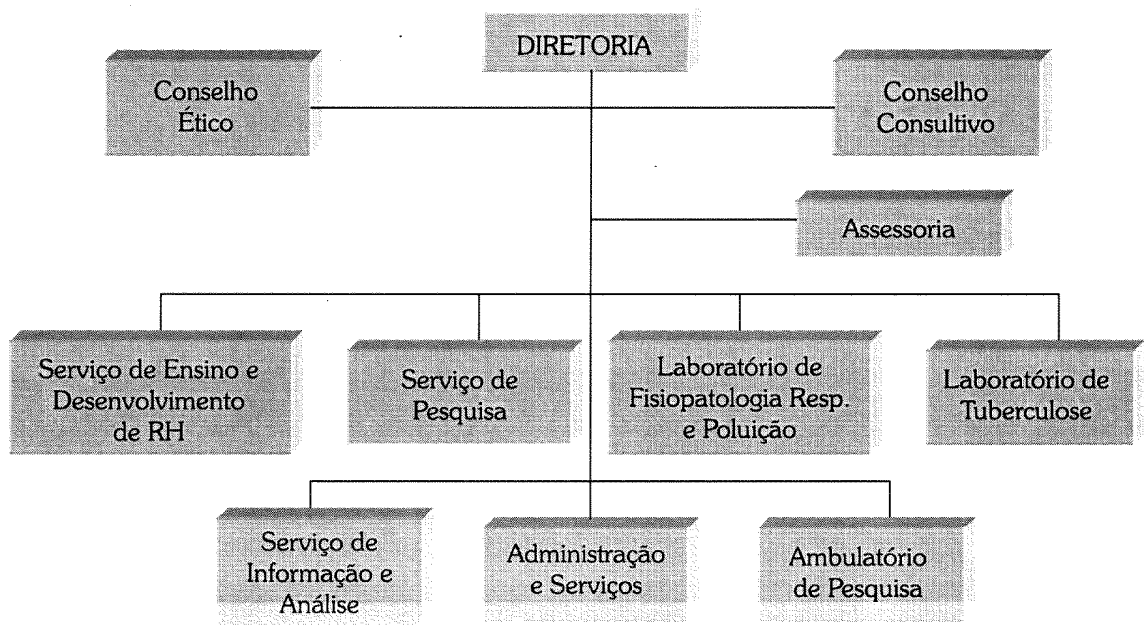 DIRETORIA
Conselho
Ético
Conselho
Consultivo
Assessoria
Serviço de Ensino e
Desenvolvimento
de RH
Serviço de
Pesquisa
Laboratório de
Fisiopatologia Resp.
e Poluição
Laboratório de
Tuberculose
Serviço de
Informação e
Análise
Administração
e Serviços
Ambulatório
de Pesquisa